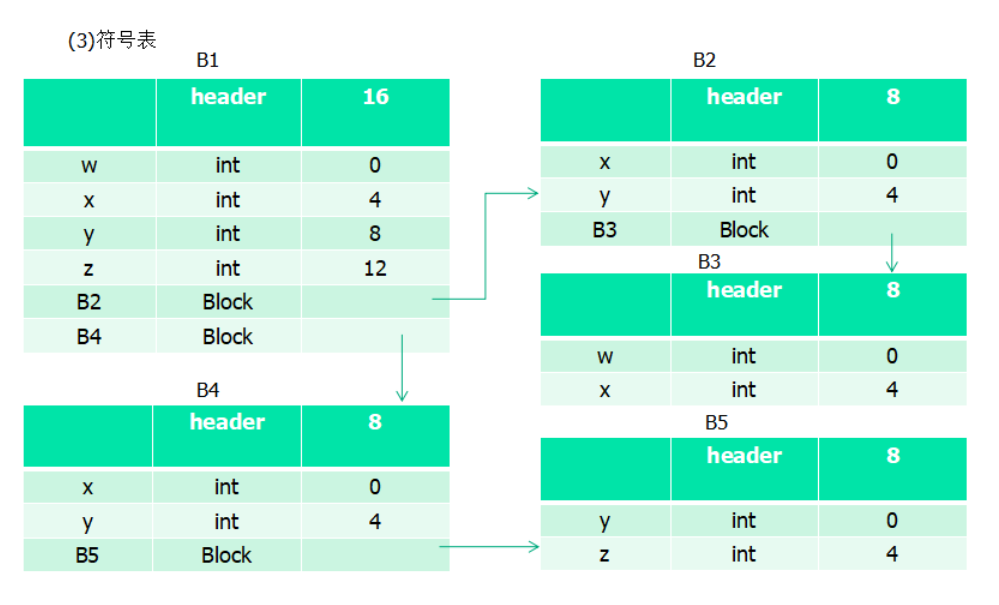 (3)符号表
B1
header 16
w int 0
x int 4
y int 8
z int 12
B2 Block
B4 Block
B2
header 8
x int 0
y int 4
B3 Block
B3
header 8
w int 0
x int 4
B4
header 8
x int 0
y int 4
B5 Block
B5
header 8
y int 0
z int 4